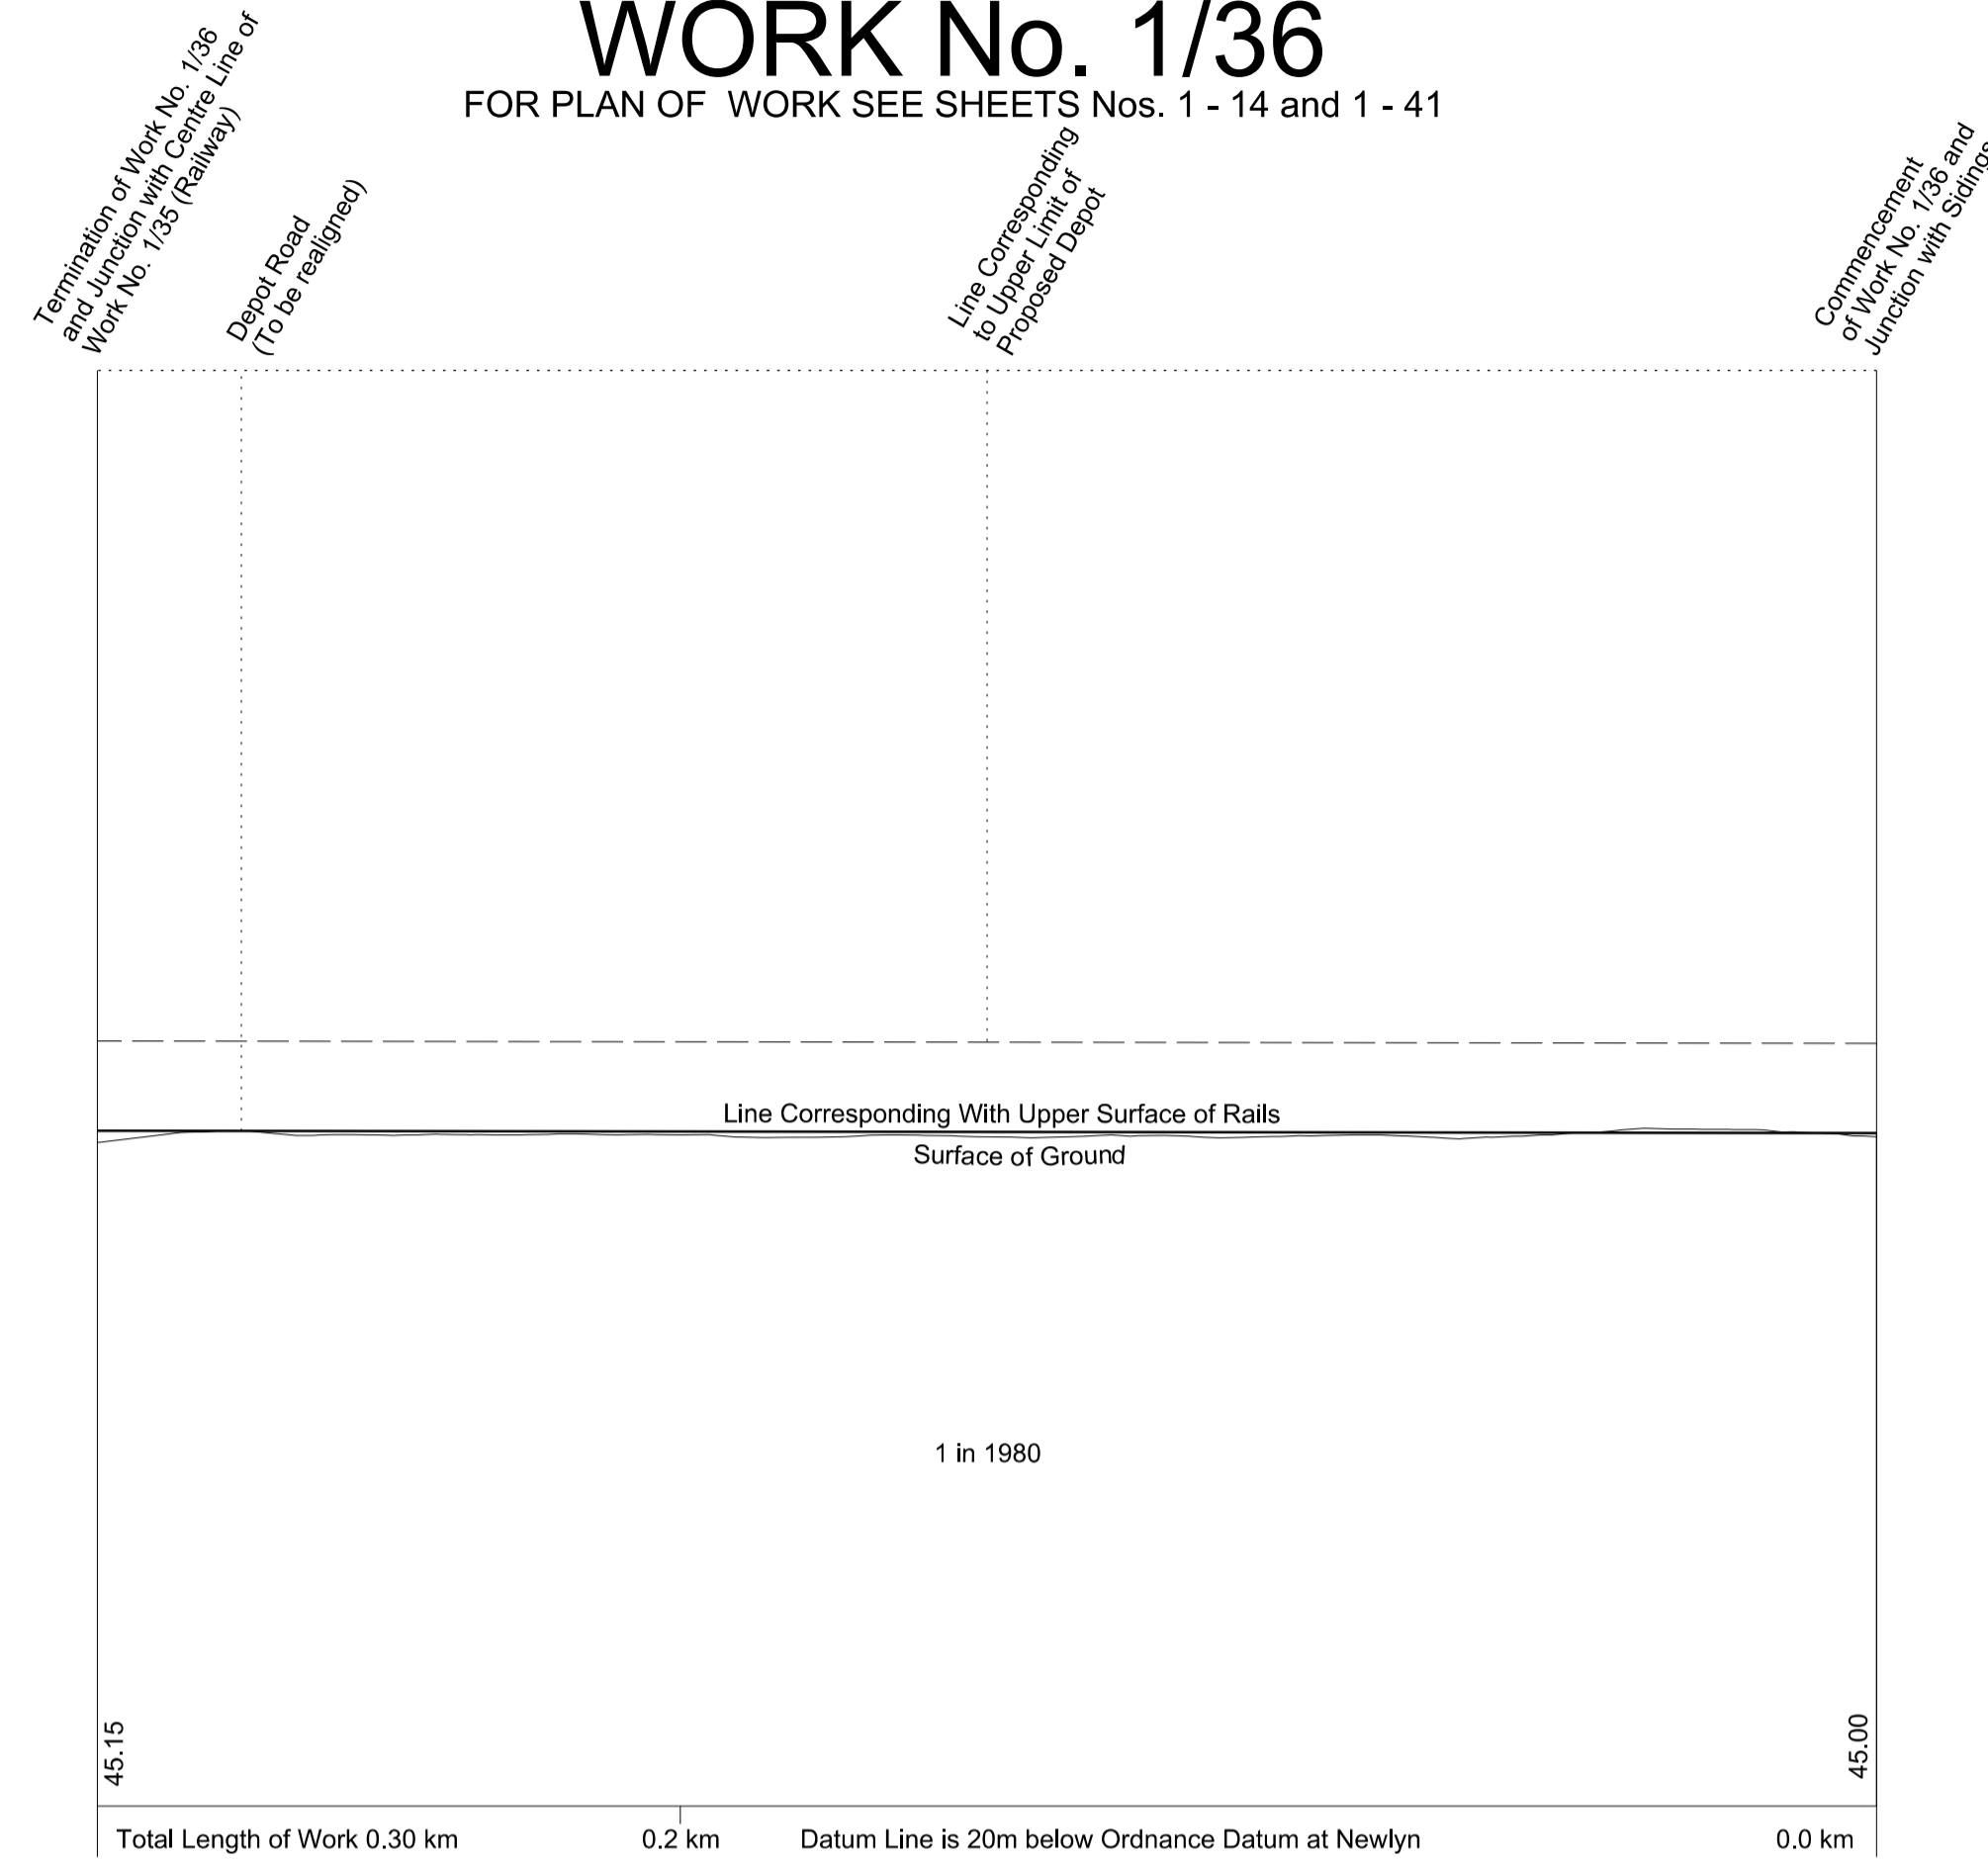 WORK No. 1/36
FOR PLAN OF WORK SEE SHEETS Nos. 1 - 14 and 1 - 41
Termination of Work No. 1/36
and Junction with Centre Line of
Work No. 1/35 (Railway)
Depot Road
(To be realigned)
Line Corresponding
to Upper Limit of
Proposed Depot
Commencement
of Work No. 1/36 and
Junction with Sidings
Line Corresponding With Upper Surface of Rails
Surface of Ground
1 in 1980
45.15
45.00
Total Length of Work 0.30 km
0.2 km
Datum Line is 20m below Ordnance Datum at Newlyn
0.0 km